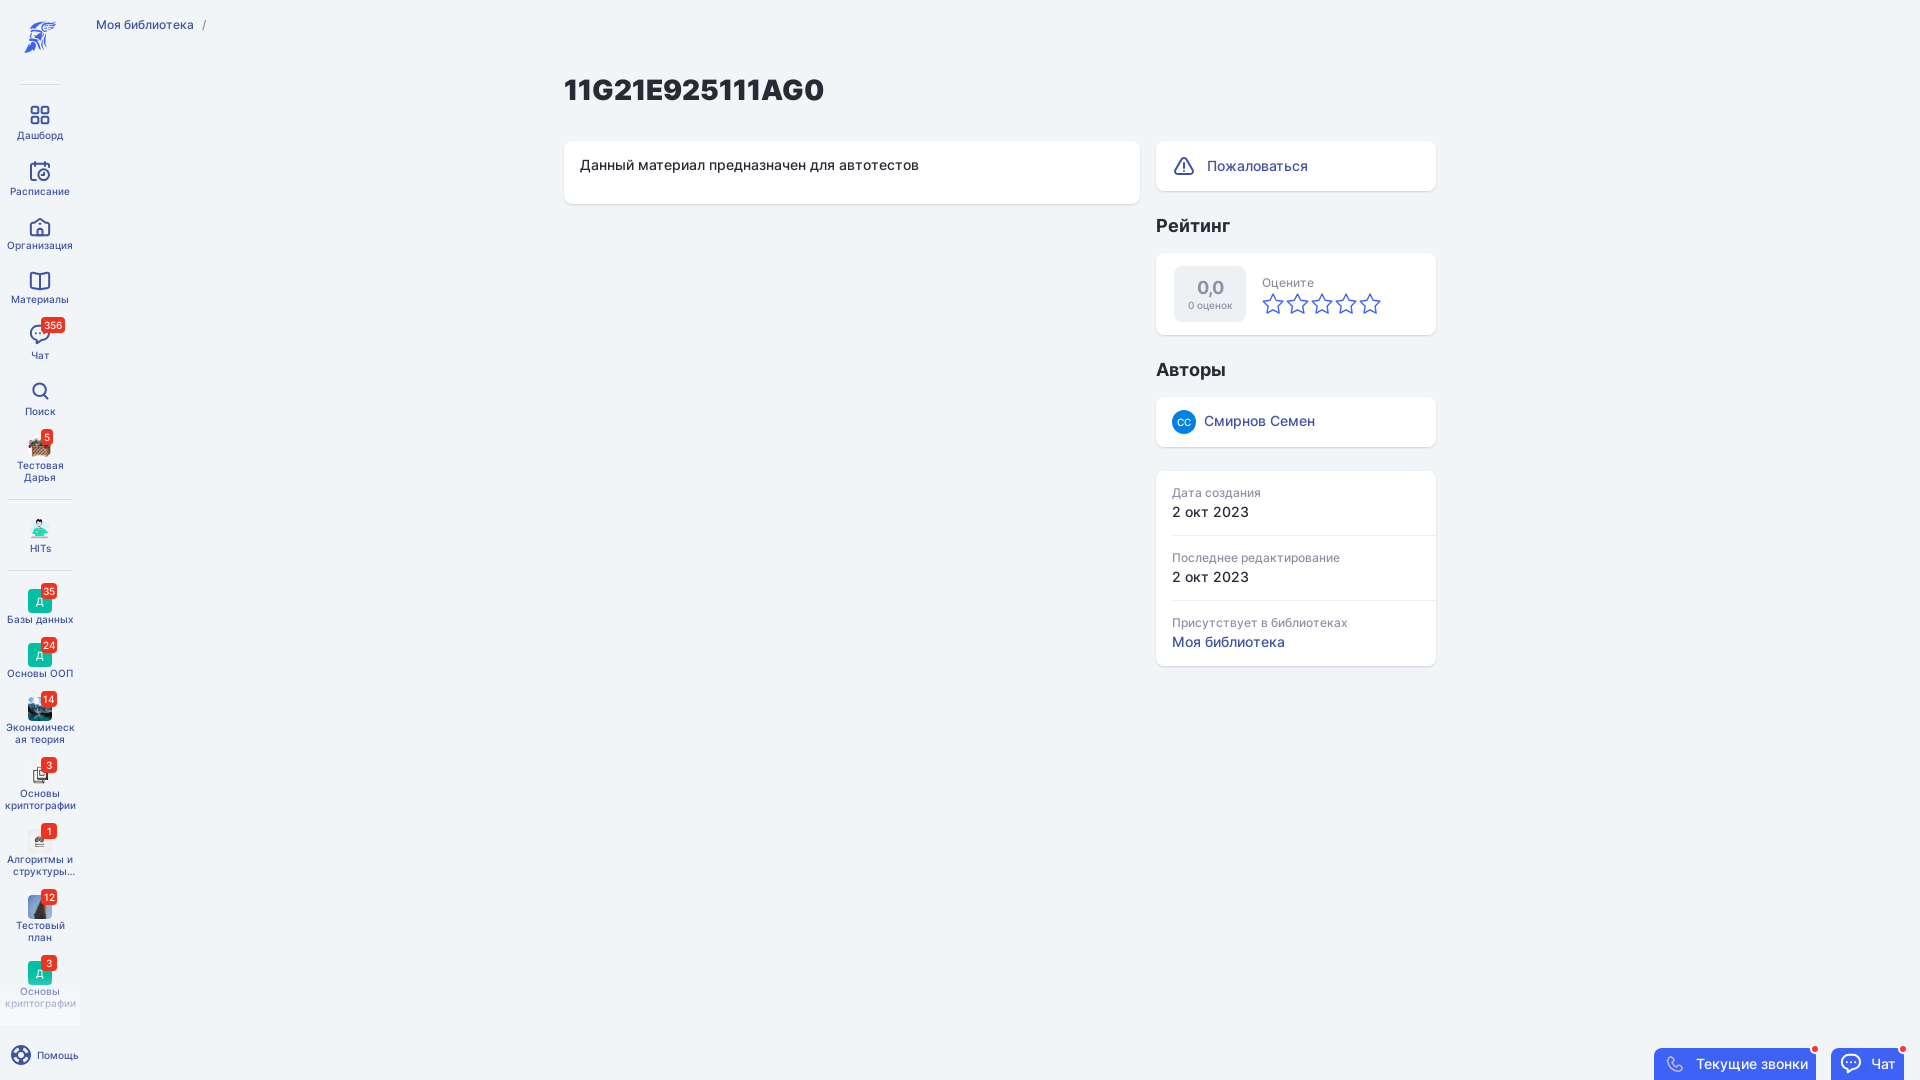 Моя библиотека /
11G21E925111AG0
Данный материал предназначен для автотестов
Пожаловаться
Рейтинг
0,0
0 оценок
Оцените
Авторы
СС
Смирнов Семен
Дата создания
2 окт 2023
Последнее редактирование
2 окт 2023
Присутствует в библиотеках
Моя библиотека
Дашборд
Расписание
Организация
Материалы
356
Чат
Поиск
5
Тестовая
Дарья
HITs
35
Д
Базы данных
24
Д
Основы ООП
14
Экономическ
ая теория
3
Основы
криптографии
1
Алгоритмы и
структуры...
12
Тестовый
план
3
Д
Основы
криптографии
Помощь
Текущие звонки
Чат